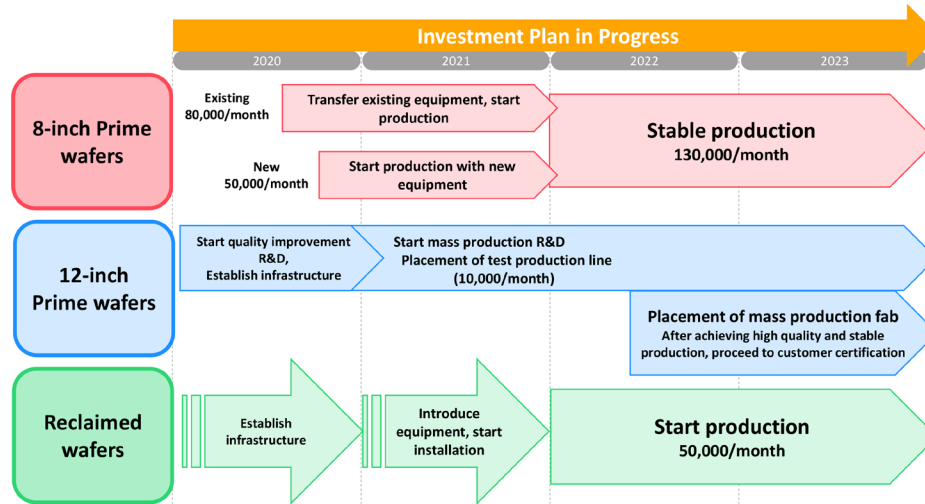 Investment Plan in Progress
2020
2021
2022
2023
8-inch Prime
wafers
Existing
80,000/month
Transfer existing equipment, start
production
New
50,000/month
Start production with new
equipment
Stable production
130,000/month
12-inch
Prime wafers
Start quality improvement
R&D,
Establish infrastructure
Start mass production R&D
Placement of test production line
(10,000/month)
Placement of mass production fab
After achieving high quality and stable
production, proceed to customer certification
Reclaimed
wafers
Establish
infrastructure
Introduce
equipment, start
installation
Start production
50,000/month